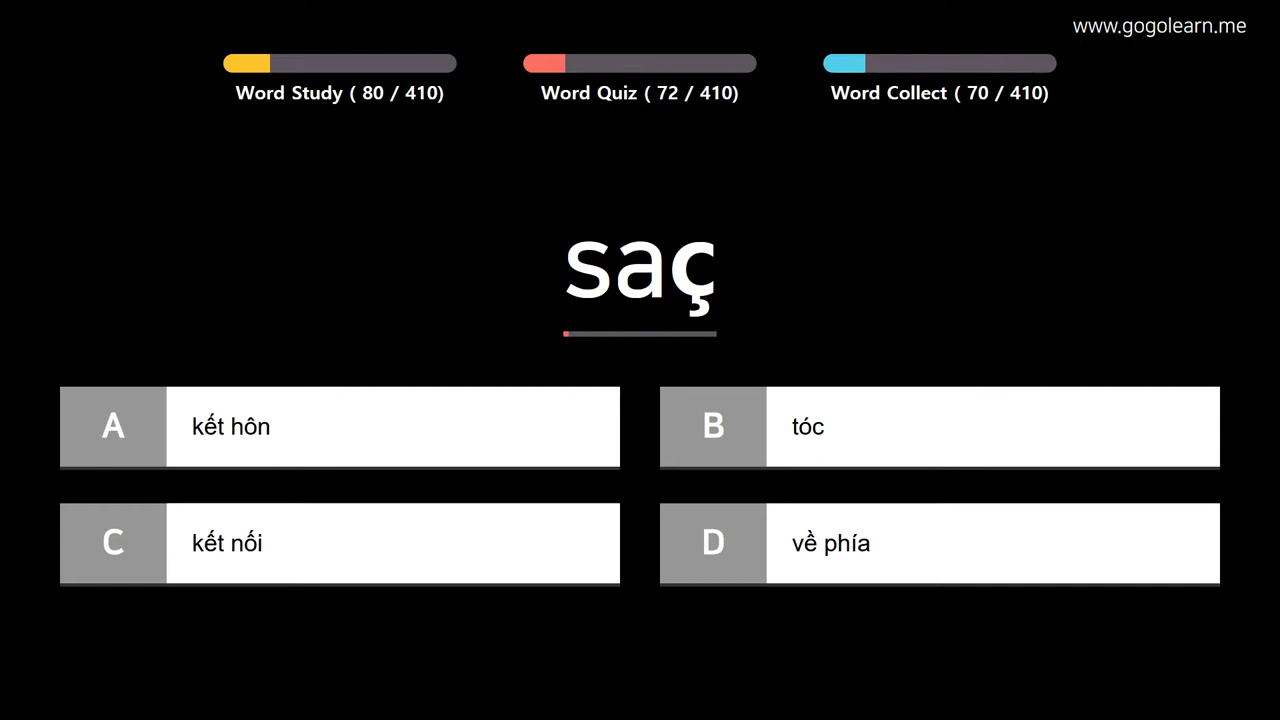 www.gogolearn.me
Word Study ( 80 / 410)
Word Quiz ( 72 / 410)
Word Collect ( 70 / 410)
saç
A kết hôn
B tóc
C kết nối
D về phía